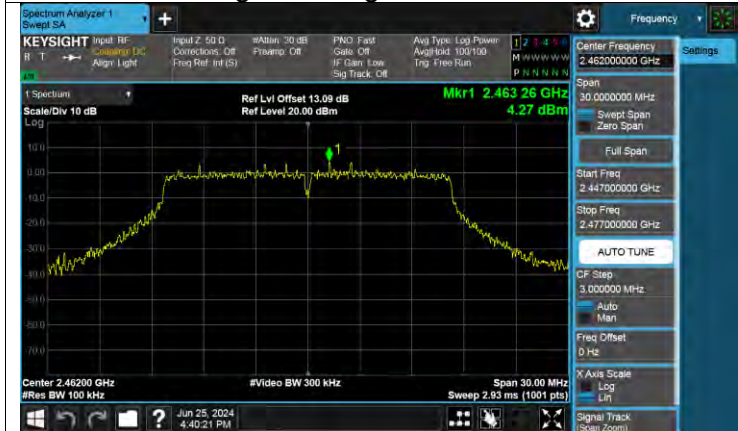 Spectrum Analyzer 1
Swept SA
+
Frequency
KEYSIGHT
R T
Input: RF
Coupling: DC
Align: Light
Input Z: 50 Ω
Corrections: Off
Freq Ref: Int (S)
#Atten: 30 dB
Preamp: Off
PNO: Fast
Gate: Off
IF Gain: Low
Sig Track: Off
Avg Type: Log-Power
Avg|Hold: 100/100
Trig: Free Run
1 2 3 4 5 6
M W W W W W
P N N N N N
1 Spectrum
Scale/Div 10 dB
Log
Ref Lvl Offset 13.09 dB
Ref Level 20.00 dBm
Mkr1 2.463 26 GHz
4.27 dBm
1
10.0
0.00
-10.0
-20.0
-30.0
-40.0
-50.0
-60.0
-70.0
Center 2.46200 GHz
#Res BW 100 kHz
#Video BW 300 kHz
Span 30.00 MHz
Sweep 2.93 ms (1001 pts)
Center Frequency
2.462000000 GHz
Settings
Span
30.0000000 MHz
Swept Span
Zero Span
Full Span
Start Freq
2.447000000 GHz
Stop Freq
2.477000000 GHz
AUTO TUNE
CF Step
3.000000 MHz
Auto
Man
Freq Offset
0 Hz
X Axis Scale
Log
Lin
Signal Track
(Span Zoom)
?
Jun 25, 2024
4:40:21 PM